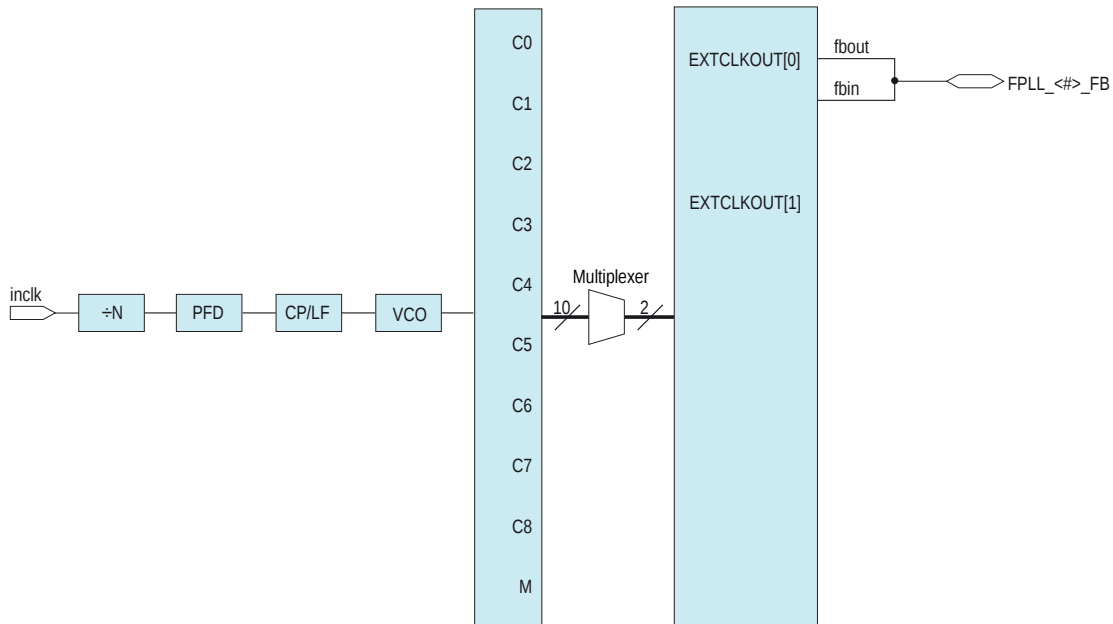 inclk
÷N
PFD
CP/LF
VCO
C0
C1
C2
C3
C4
C5
C6
C7
C8
M
Multiplexer
10
2
EXTCLKOUT[0]
EXTCLKOUT[1]
fbout
fbin
FPLL_<#>_FB